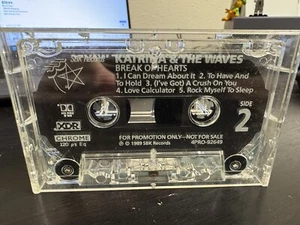 KATRINA & THE WAVES
BREAK OF HEARTS
1. I Can Dream About It 2. To Have And
To Hold 3. (I've Got) A Crush On You
4. Love Calculator 5. Rock Myself To Sleep
SIDE
2
XDR
CHROME
120 µs Eq
FOR PROMOTION ONLY—NOT FOR SALE
℗ © 1989 SBK Records
4PRO-92649